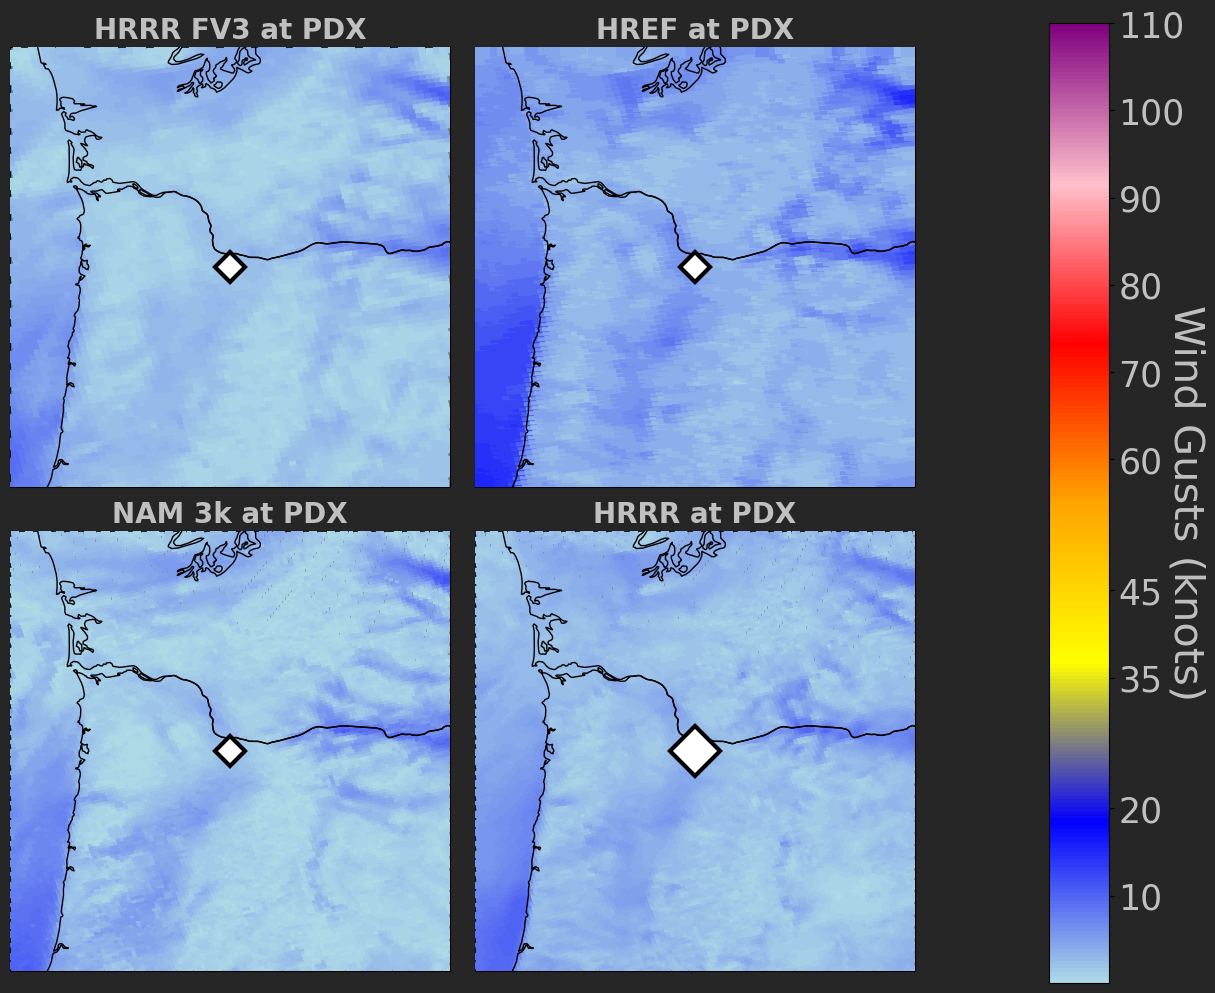 HRRR FV3 at PDX
HREF at PDX
NAM 3k at PDX
HRRR at PDX
110
100
90
80
70
60
45
35
20
10
Wind Gusts (knots)